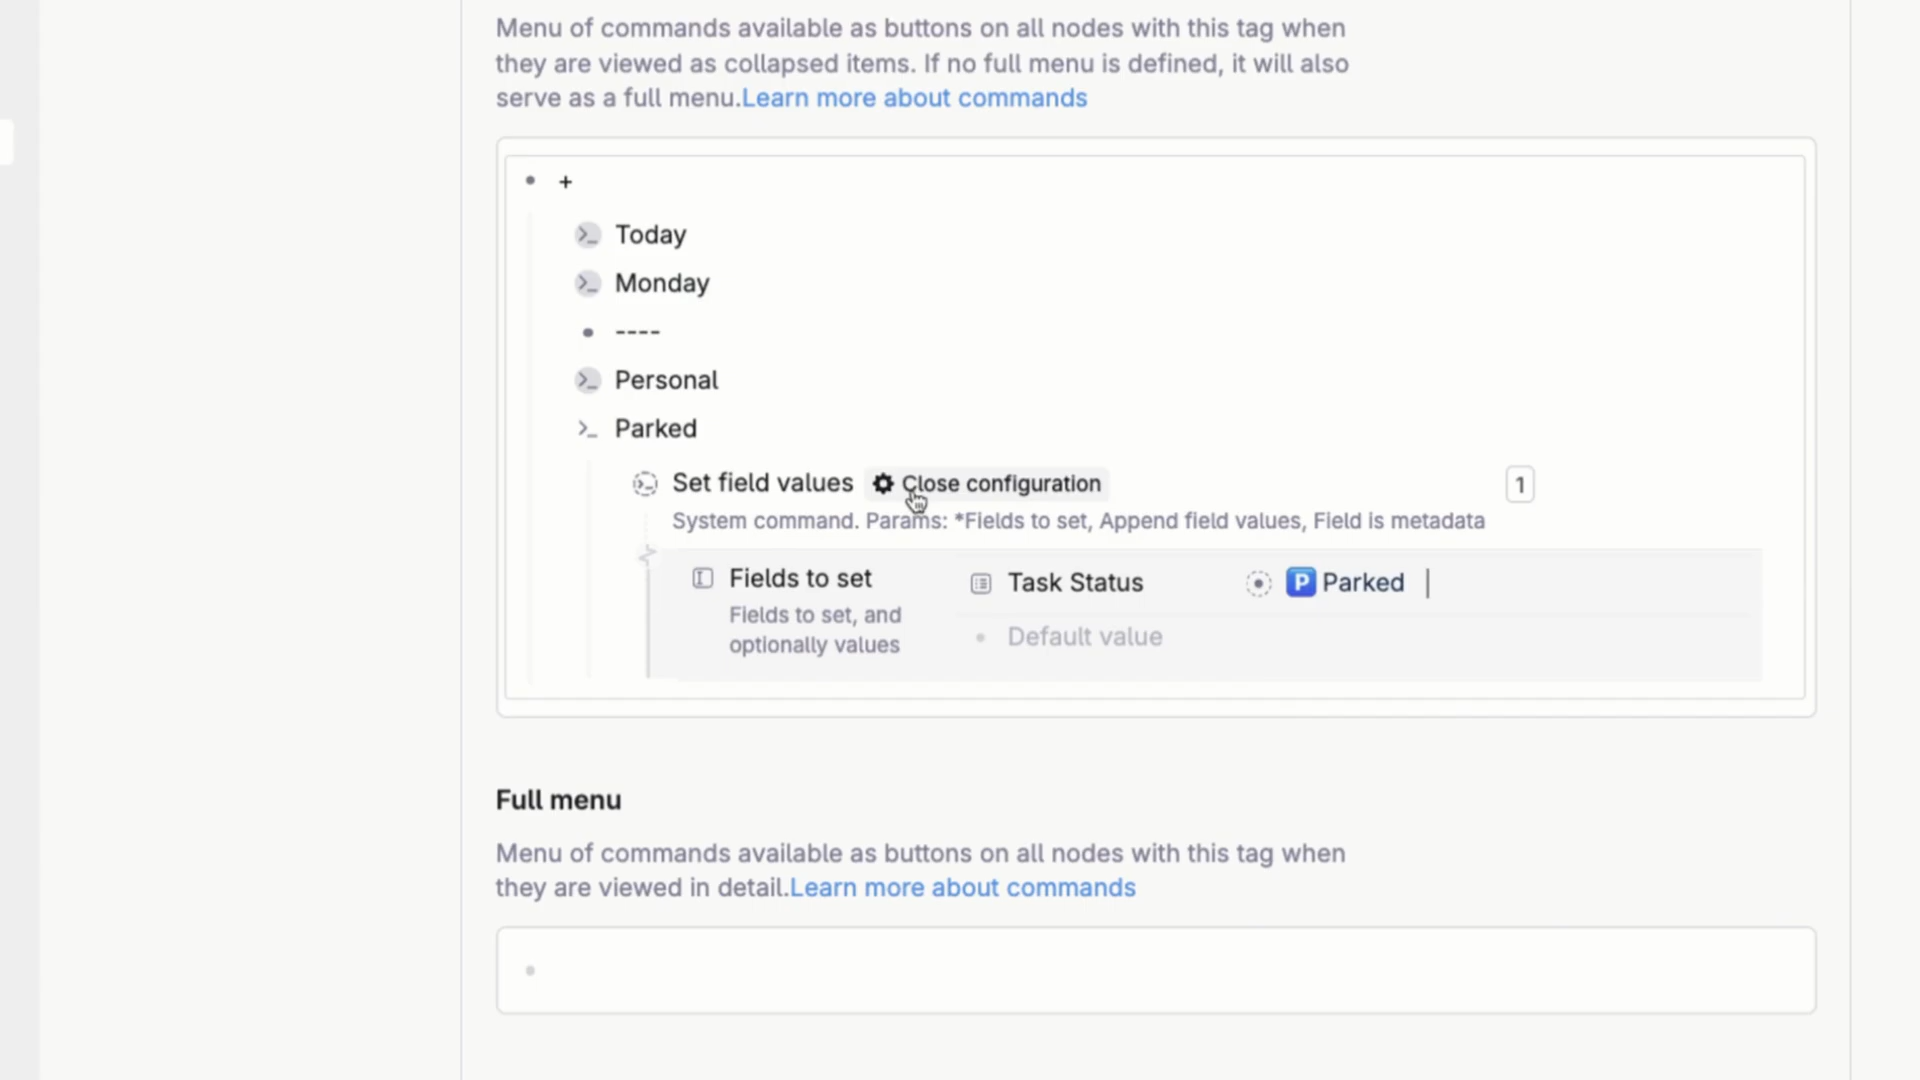 Menu of commands available as buttons on all nodes with this tag when
they are viewed as collapsed items. If no full menu is defined, it will also
serve as a full menu.Learn more about commands
+
Today
Monday
----
Personal
Parked
Set field values Close configuration 1
System command. Params: *Fields to set, Append field values, Field is metadata
Fields to set Task Status P Parked
Fields to set, and
optionally values
Default value
Full menu
Menu of commands available as buttons on all nodes with this tag when
they are viewed in detail.Learn more about commands